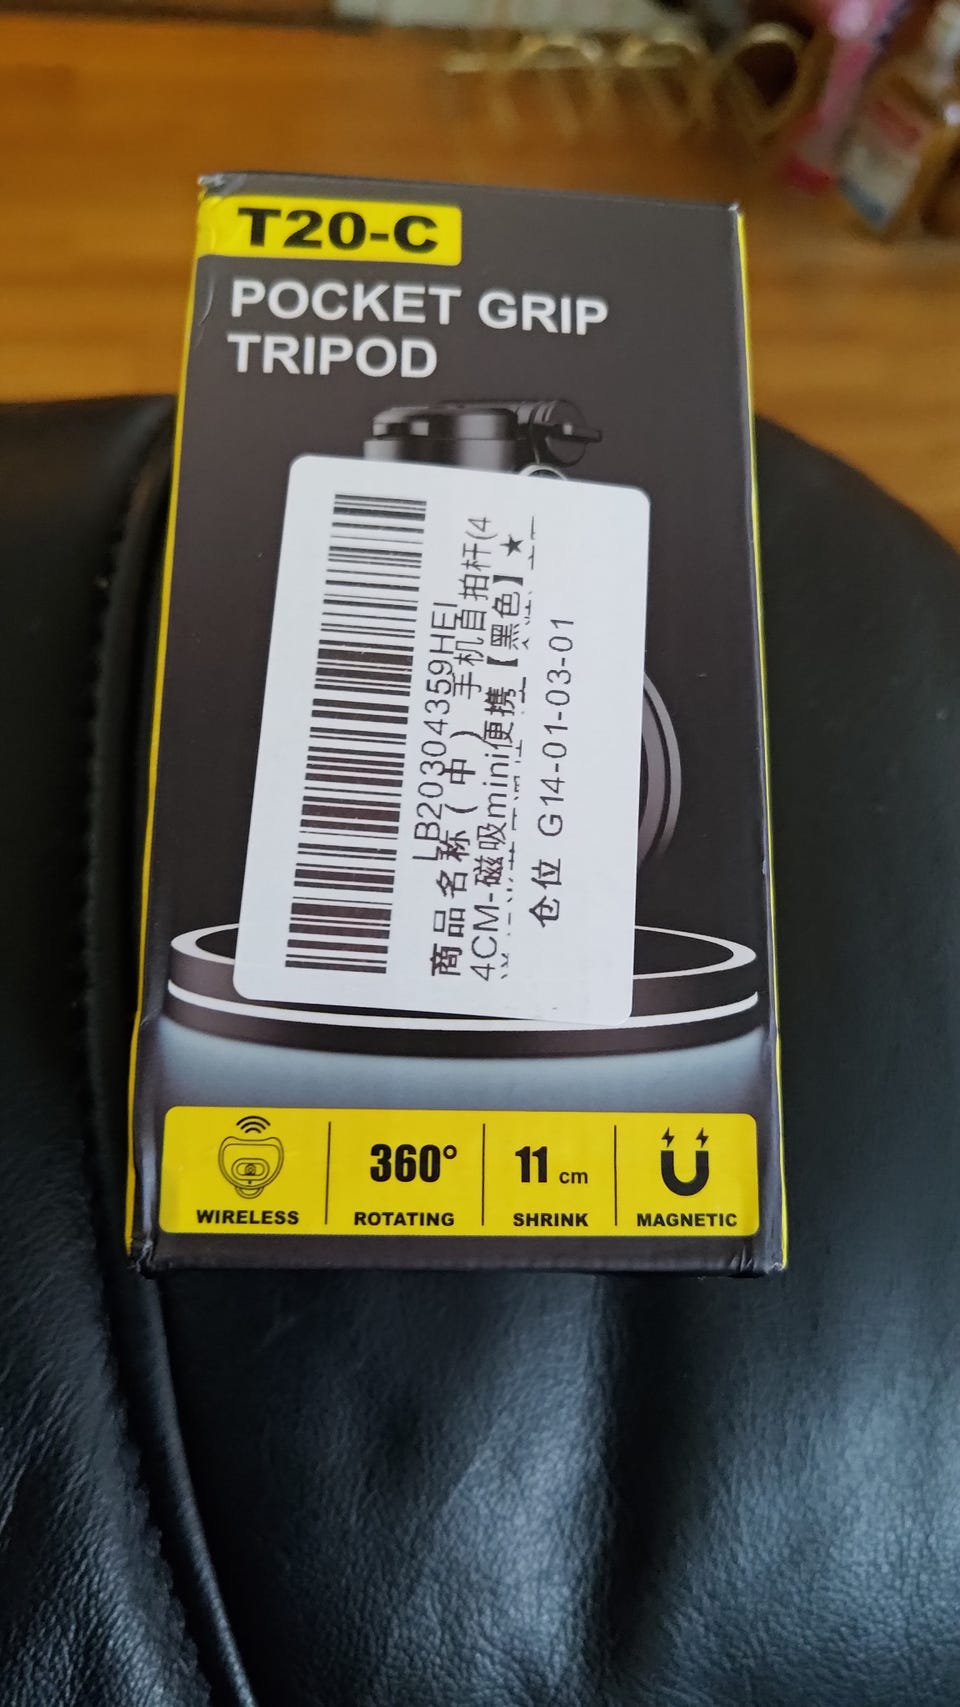 T20-C
POCKET GRIP
TRIPOD
LB20304359HEI
商品名称(中) 手机自拍杆(4
4CM-磁吸mini便携【黑色】★
仓位 G14-01-03-01
WIRELESS
360°
ROTATING
11 cm
SHRINK
MAGNETIC